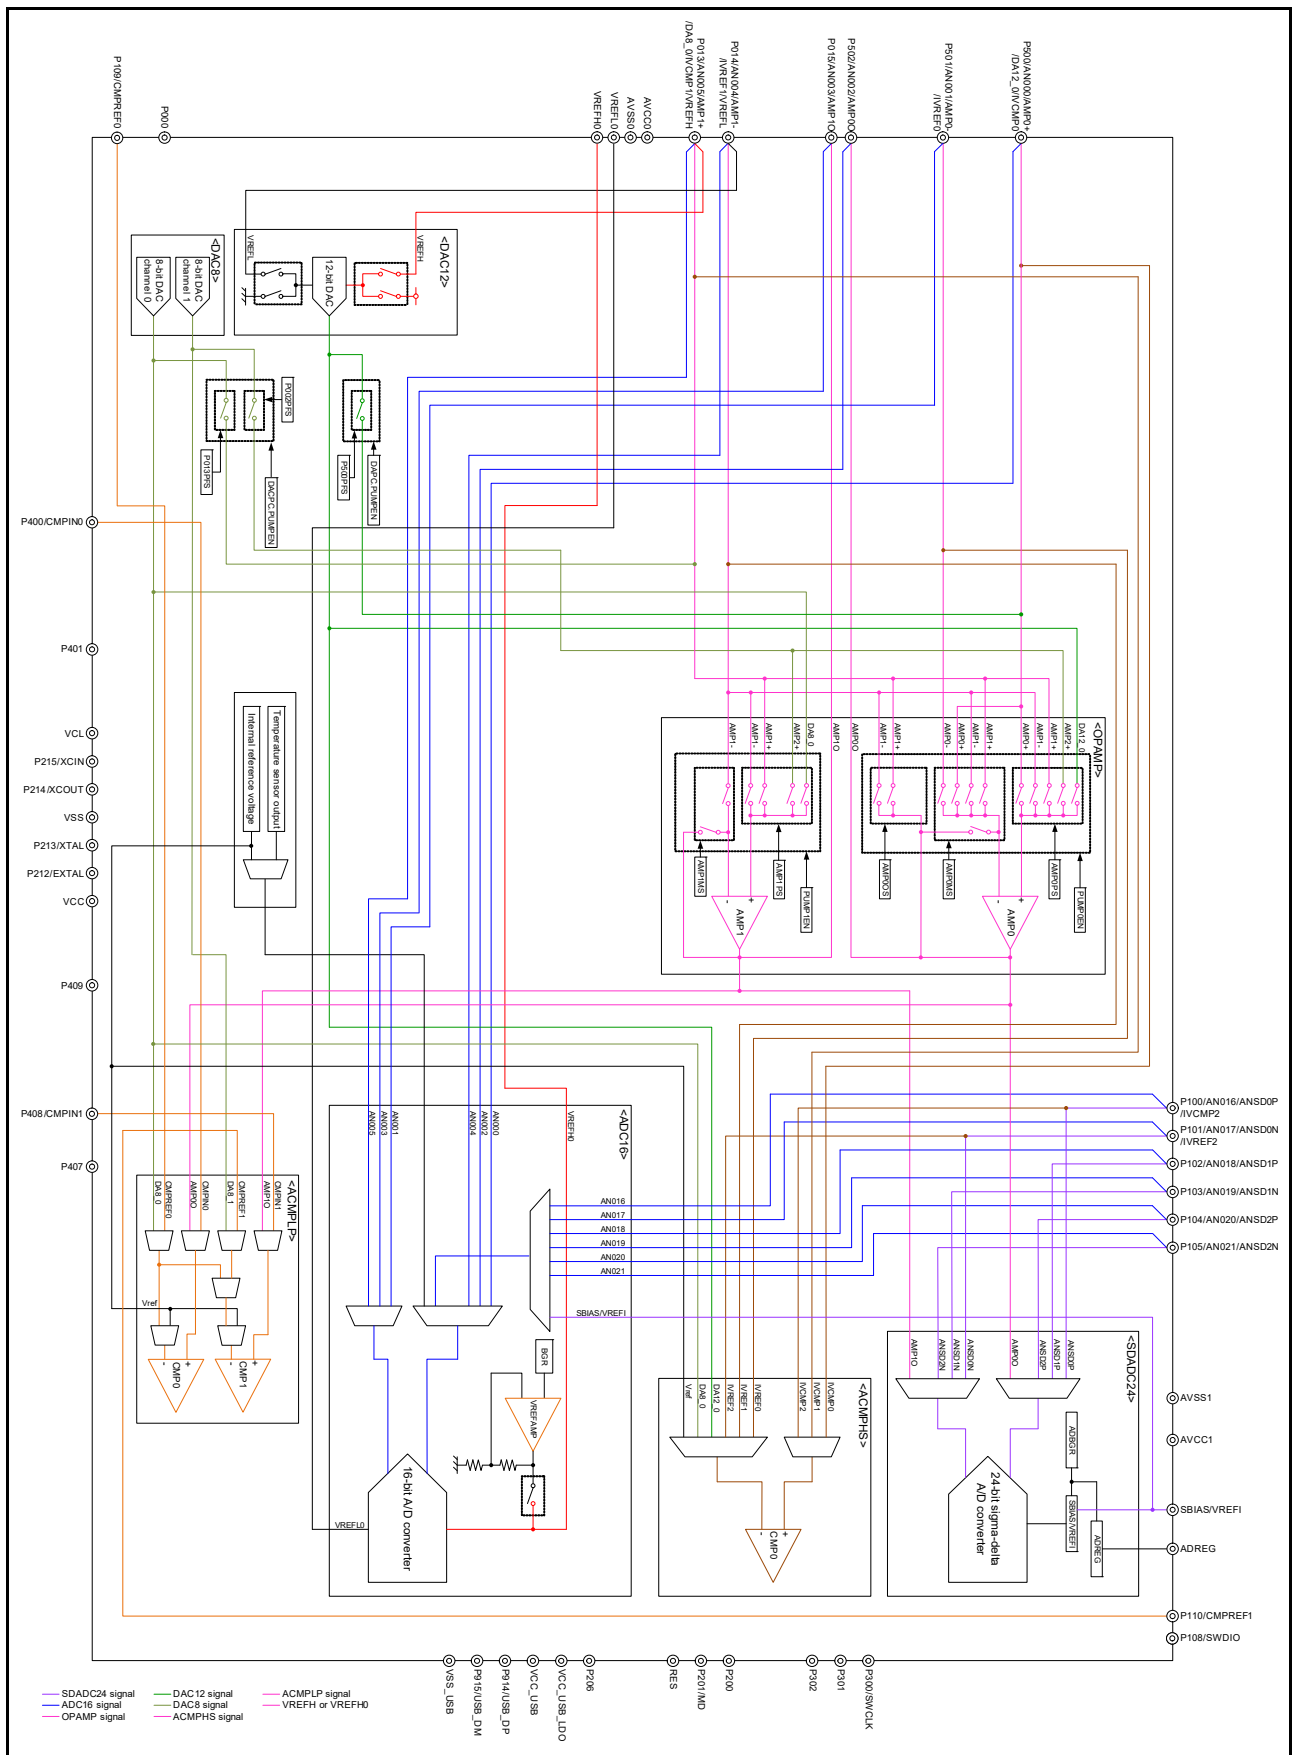 P109/CMPREF0
P000
VREFH0
VREFL0
AVSS0
AVCC0
P013/AN005/AMP1+
/DA8_0/IVCMP1/VREFH
P014/AN004/AMP1-
/IVREF1/VREFL
P015/AN003/AMP1O
P502/AN002/AMP0O
P501/AN001/AMP0-
/IVREF0
P500/AN000/AMP0+
/DA12_0/IVCMP0
<DAC8>
8-bit DAC
channel 1
8-bit DAC
channel 0
<DAC12>
VREFL
12-bit DAC
VREFH
P002PFS
P013PFS
DACPC.PUMPEN
P500PFS
DAPC.PUMPEN
P400/CMPIN0
P401
VCL
P215/XCIN
P214/XCOUT
VSS
P213/XTAL
P212/EXTAL
VCC
P409
P408/CMPIN1
P407
Internal reference
voltage
Temperature sensor
output
<OPAMP>
AMP1-
AMP1-
AMP1+
AMP2+
DA8_0
AMP1O
AMP0O
AMP1-
AMP1+
AMP0-
AMP1-
AMP1+
AMP0+
AMP1-
AMP1+
AMP2+
DA12_0
AMP1MS
AMP1PS
PUMP1EN
AMP0OS
AMP0MS
AMP0PS
PUMP0EN
- +
AMP1
- +
AMP0
<ADC16>
AN005
AN003
AN001
AN004
AN002
AN000
VREFH0
AN016
AN017
AN018
AN019
AN020
AN021
SBIAS/VREFI
BGR
VREFAMP
VREFL0
16-bit A/D
converter
<ACMPLP>
DA8_0
CMPREF0
AMP0O
CMPIN0
DA8_1
CMPREF1
AMP1O
CMPIN1
Vref
- +
CMP0
- +
CMP1
<ACMPHS>
Vref
DA8_0
DA12_0
IVREF2
IVREF1
IVREF0
IVCMP2
IVCMP1
IVCMP0
- +
CMP0
<SDADC24>
AMP1O
ANSD2N
ANSD1N
ANSD0N
AMP0O
ANSD2P
ANSD1P
ANSD0P
ADBGR
SBIAS/VREFI
ADREG
24-bit sigma-delta
A/D converter
P100/AN016/ANSD0P
/IVCMP2
P101/AN017/ANSD0N
/IVREF2
P102/AN018/ANSD1P
P103/AN019/ANSD1N
P104/AN020/ANSD2P
P105/AN021/ANSD2N
AVSS1
AVCC1
SBIAS/VREFI
ADREG
P110/CMPREF1
P108/SWDIO
VSS_USB
P915/USB_DM
P914/USB_DP
VCC_USB
VCC_USB_LDO
P206
RES
P201/MD
P200
P302
P301
P300/SWCLK
SDADC24 signal
ADC16 signal
OPAMP signal
DAC12 signal
DAC8 signal
ACMPHS signal
ACMPLP signal
VREFH or VREFH0